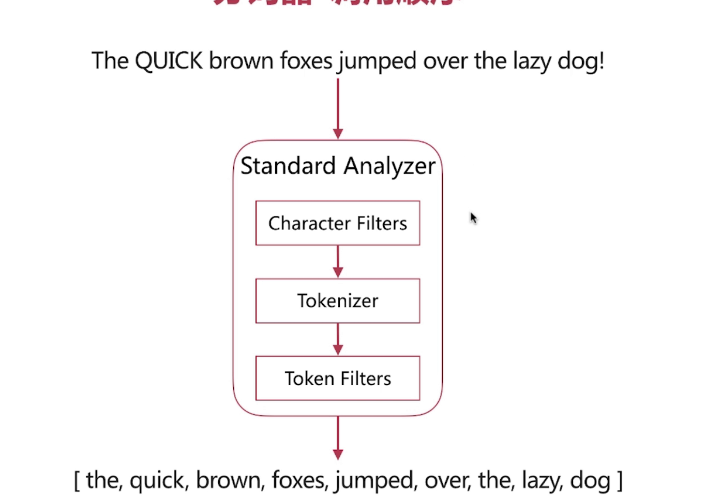 The QUICK brown foxes jumped over the lazy dog!
Standard Analyzer
Character Filters
Tokenizer
Token Filters
[ the, quick, brown, foxes, jumped, over, the, lazy, dog ]